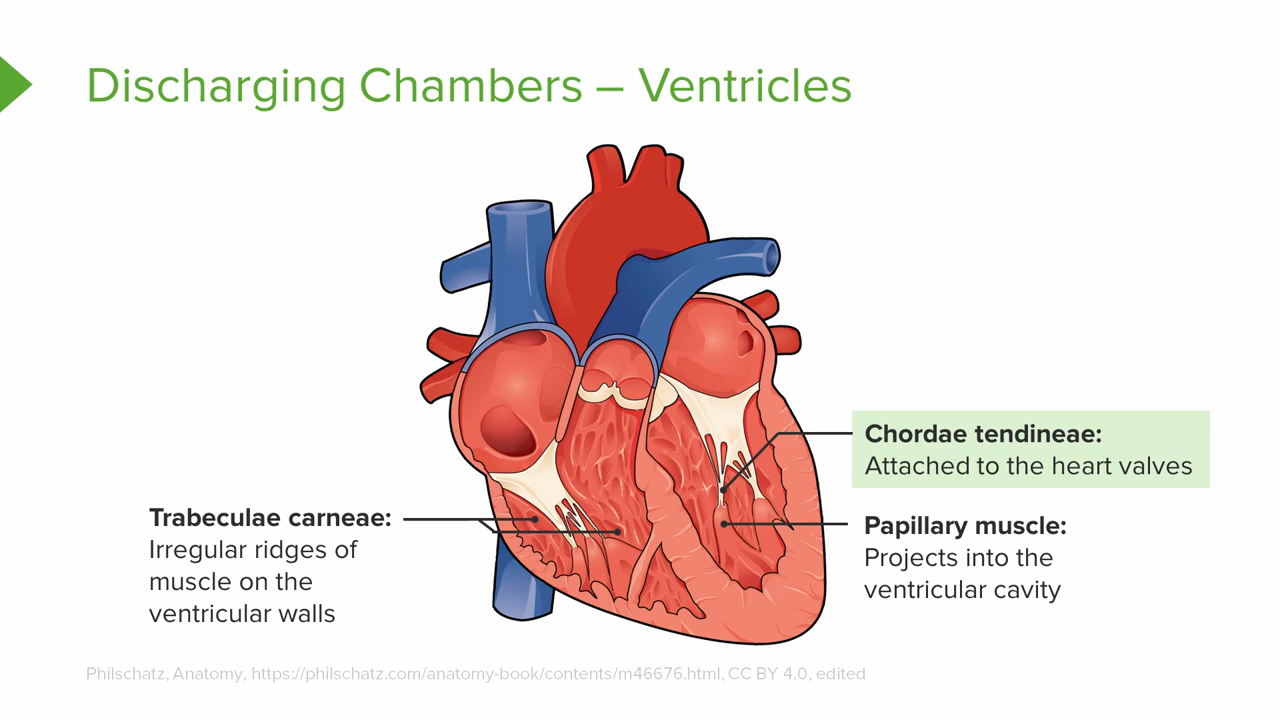 Discharging Chambers – Ventricles
Chordae tendineae:
Attached to the heart valves
Trabeculae carneae:
Irregular ridges of
muscle on the
ventricular walls
Papillary muscle:
Projects into the
ventricular cavity
Philschatz, Anatomy, https://philschatz.com/anatomy-book/contents/m46676.html, CC BY 4.0, edited